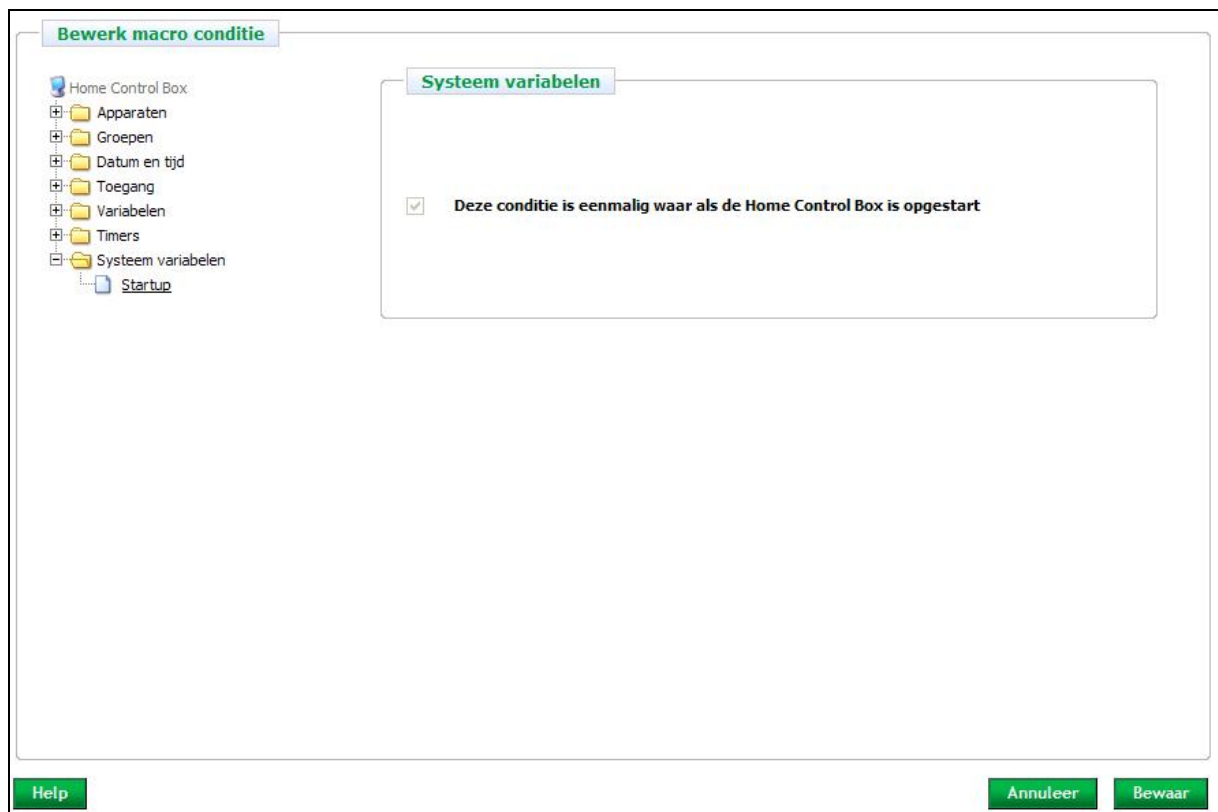 Bewerk macro conditie
Home Control Box
Apparaten
Groepen
Datum en tijd
Toegang
Variabelen
Timers
Systeem variabelen
Startup
Systeem variabelen
Deze conditie is eenmalig waar als de Home Control Box is opgestart
Help
Annuleer
Bewaar